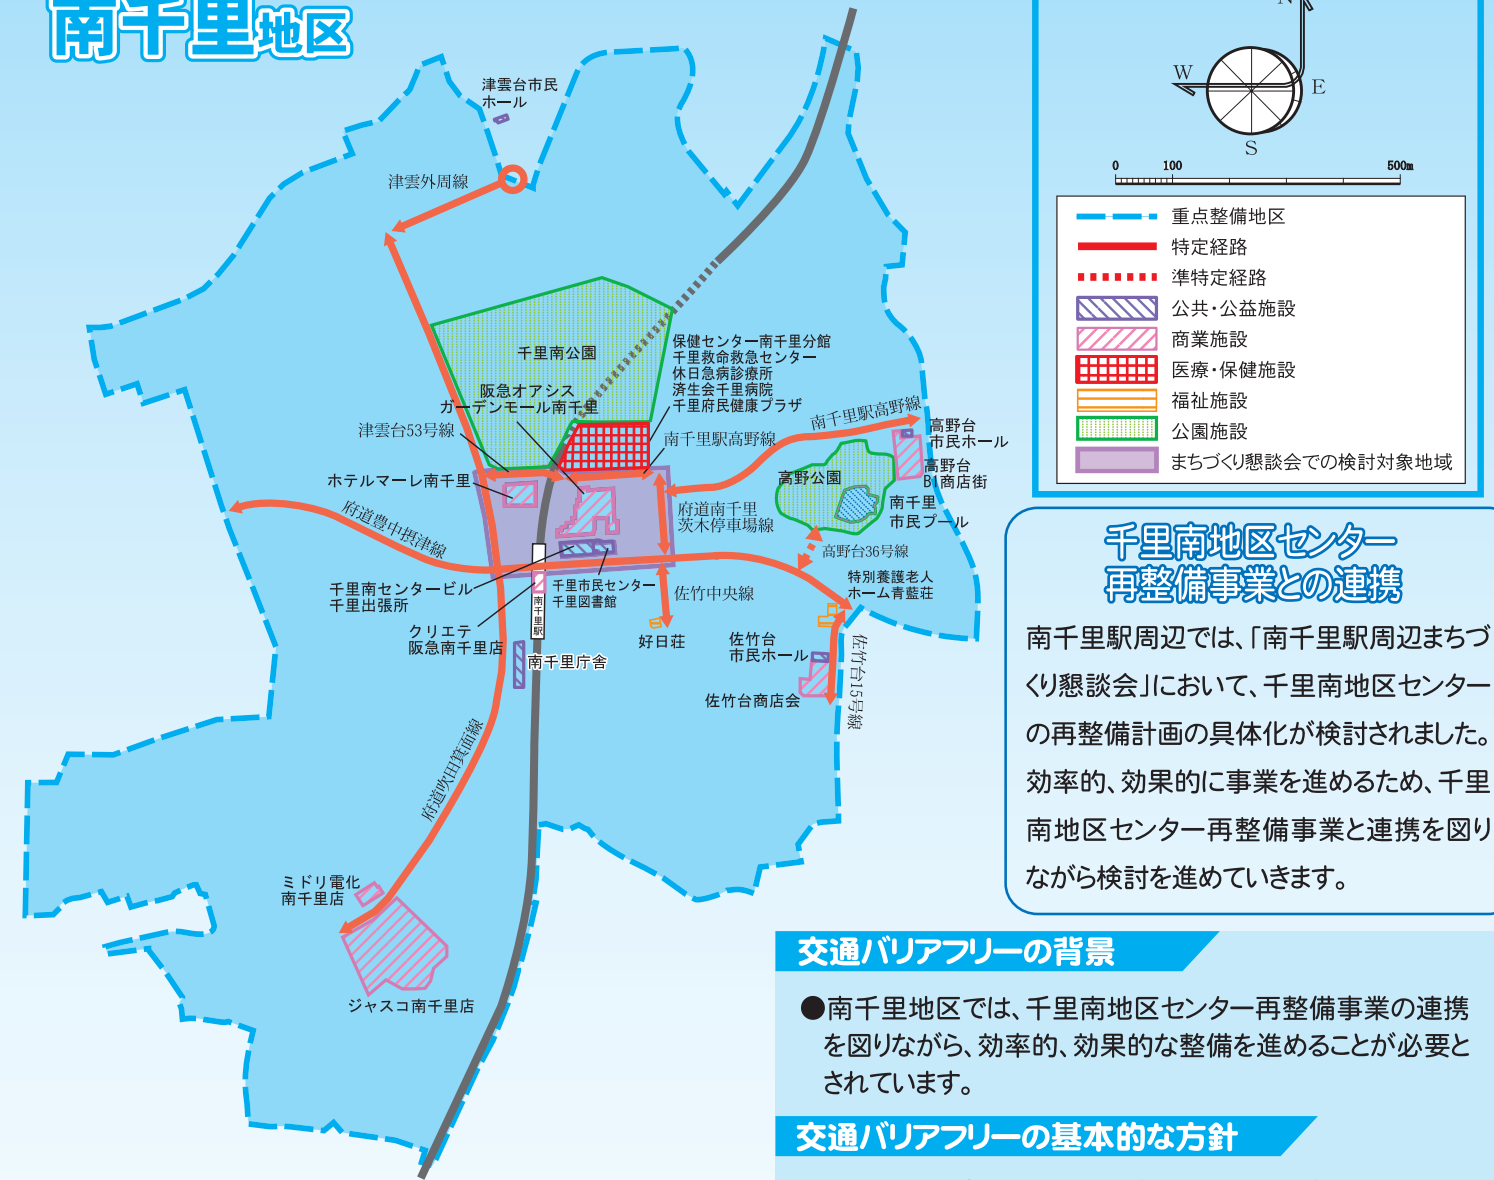 南千里地区
津雲台市民
ホール
津雲外周線
千里南公園
阪急オアシス
ガーデンモール南千里
津雲台53号線
ホテルマーレ南千里
府道豊中摂津線
保健センター南千里分館
千里救命救急センター
休日急病診療所
済生会千里病院
千里府民健康プラザ
南千里駅高野線
南千里駅高野線
高野台
市民ホール
高野台
B商店街
高野公園
南千里
市民プール
府道南千里
茨木停車場線
高野台36号線
特別養護老人
ホーム青藍荘
千里南センタービル
千里出張所
千里市民センター
千里図書館
クリエテ
阪急南千里店
南千里駅
南千里庁舎
佐竹中央線
好日荘
佐竹台
市民ホール
佐竹台商店会
佐竹台15号線
府道吹田箕面線
ミドリ電化
南千里店
ジャスコ南千里店
N
W
E
S
0 100 500m
重点整備地区
特定経路
準特定経路
公共・公益施設
商業施設
医療・保健施設
福祉施設
公園施設
まちづくり懇談会での検討対象地域
千里南地区センター
再整備事業との連携
南千里駅周辺では、「南千里駅周辺まちづ
くり懇談会」において、千里南地区センター
の再整備計画の具体化が検討されました。
効率的、効果的に事業を進めるため、千里
南地区センター再整備事業と連携を図り
ながら検討を進めていきます。
交通バリアフリーの背景
●南千里地区では、千里南地区センター再整備事業の連携
を図りながら、効率的、効果的な整備を進めることが必要と
されています。
交通バリアフリーの基本的な方針